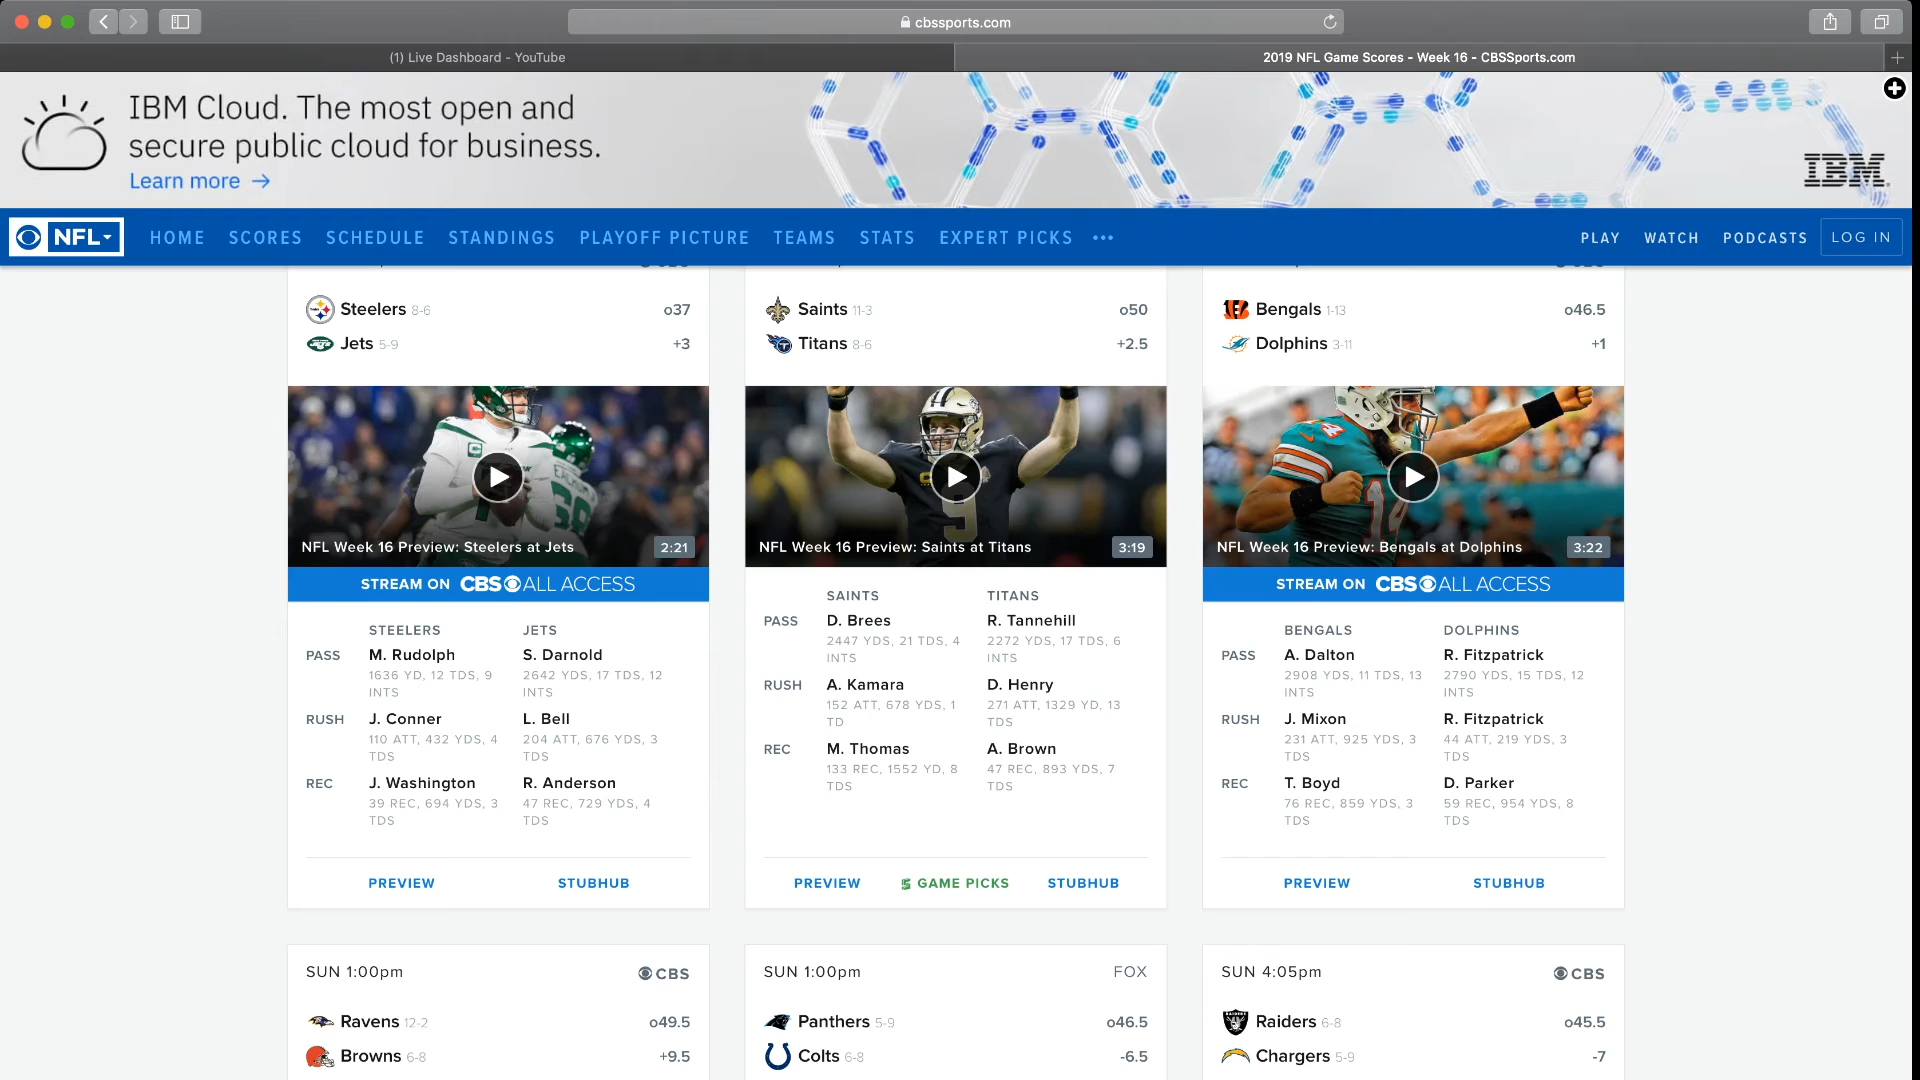 cbssports.com
(1) Live Dashboard - YouTube
2019 NFL Game Scores - Week 16 - CBSSports.com
IBM Cloud. The most open and
secure public cloud for business.
Learn more →
IBM
NFL HOME SCORES SCHEDULE STANDINGS PLAYOFF PICTURE TEAMS STATS EXPERT PICKS ••• PLAY WATCH PODCASTS LOG IN
Steelers 8-6 o37
Jets 5-9 +3
NFL Week 16 Preview: Steelers at Jets 2:21
STREAM ON CBS ALL ACCESS
STEELERS JETS
PASS M. Rudolph S. Darnold
1636 YD, 12 TDS, 9 2642 YDS, 17 TDS, 12
INTS INTS
RUSH J. Conner L. Bell
110 ATT, 432 YDS, 4 204 ATT, 676 YDS, 3
TDS TDS
REC J. Washington R. Anderson
39 REC, 694 YDS, 3 47 REC, 729 YDS, 4
TDS TDS
PREVIEW STUBHUB
Saints 11-3 o50
Titans 8-6 +2.5
NFL Week 16 Preview: Saints at Titans 3:19
SAINTS TITANS
PASS D. Brees R. Tannehill
2447 YDS, 21 TDS, 4 2272 YDS, 17 TDS, 6
INTS INTS
RUSH A. Kamara D. Henry
152 ATT, 678 YDS, 1 271 ATT, 1329 YD, 13
TD TDS
REC M. Thomas A. Brown
133 REC, 1552 YD, 8 47 REC, 893 YDS, 7
TDS TDS
PREVIEW GAME PICKS STUBHUB
Bengals 1-13 o46.5
Dolphins 3-11 +1
NFL Week 16 Preview: Bengals at Dolphins 3:22
STREAM ON CBS ALL ACCESS
BENGALS DOLPHINS
PASS A. Dalton R. Fitzpatrick
2908 YDS, 11 TDS, 13 2790 YDS, 15 TDS, 12
INTS INTS
RUSH J. Mixon R. Fitzpatrick
231 ATT, 925 YDS, 3 44 ATT, 219 YDS, 3
TDS TDS
REC T. Boyd D. Parker
76 REC, 859 YDS, 3 59 REC, 954 YDS, 8
TDS TDS
PREVIEW STUBHUB
SUN 1:00pm CBS
Ravens 12-2 o49.5
Browns 6-8 +9.5
SUN 1:00pm FOX
Panthers 5-9 o46.5
Colts 6-8 -6.5
SUN 4:05pm CBS
Raiders 6-8 o45.5
Chargers 5-9 -7